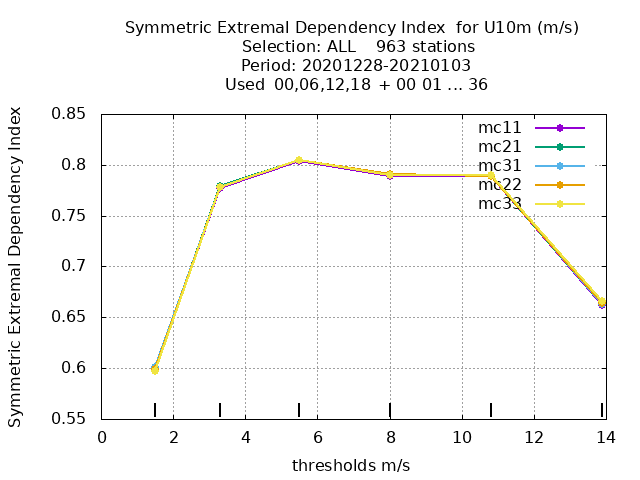 Symmetric Extremal Dependency Index  for U10m (m/s)
Selection: ALL    963 stations
Period: 20201228-20210103
Used  00,06,12,18  + 00 01 ... 36
Symmetric Extremal Dependency Index
0.85
0.8
0.75
0.7
0.65
0.6
0.55
mc11
mc21
mc31
mc22
mc33
0 2 4 6 8 10 12 14
thresholds m/s